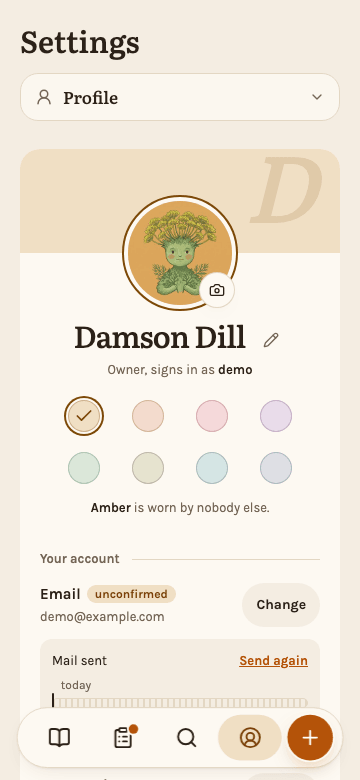 Settings
Profile
D
Damson Dill
Owner, signs in as demo
Amber is worn by nobody else.
Your account
Email unconfirmed
demo@example.com
Change
Mail sent Send again
today